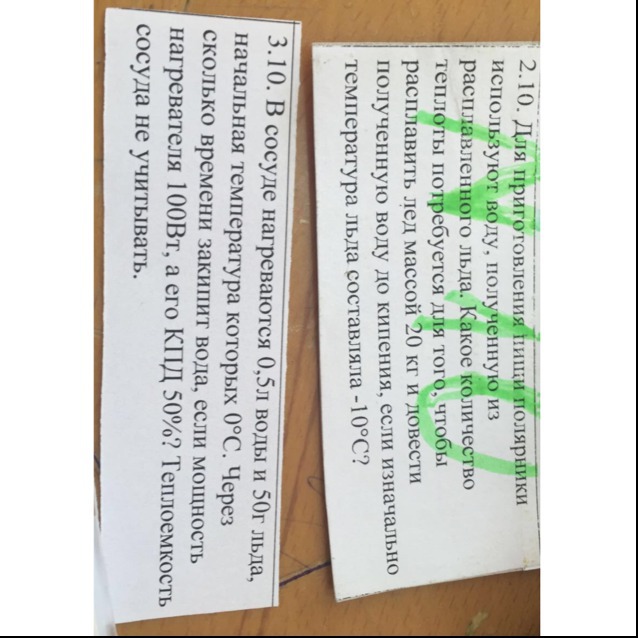 2.10. Для приготовления пищи полярники
используют воду, полученную из
расплавленного льда. Какое количество
теплоты потребуется для того, чтобы
расплавить лед массой 20 кг и довести
полученную воду до кипения, если изначально
температура льда составляла -10°С?
3.10. В сосуде нагреваются 0,5л воды и 50г льда,
начальная температура которых 0°С. Через
сколько времени закипит вода, если мощность
нагревателя 100Вт, а его КПД 50%? Теплоемкость
сосуда не учитывать.